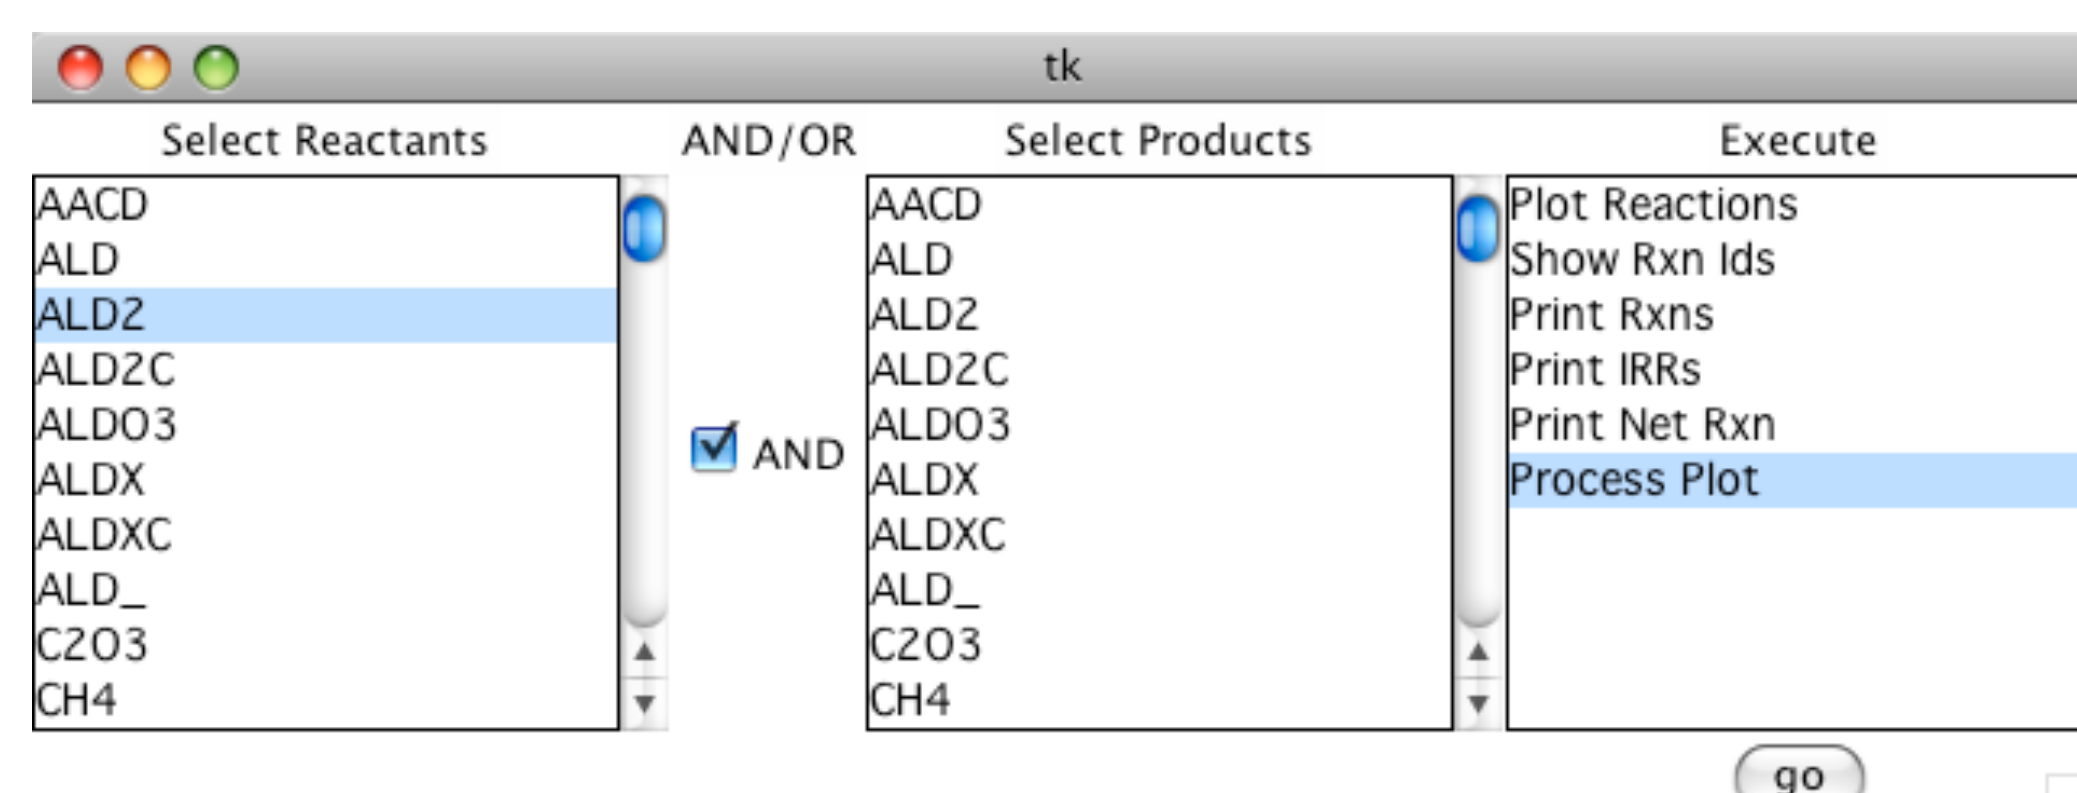 tk
Select Reactants AND/OR Select Products Execute
AACD AACD Plot Reactions
ALD ALD Show Rxn Ids
ALD2 ALD2 Print Rxns
ALD2C ALD2C Print IRRs
ALDO3 ALDO3 Print Net Rxn
AND
ALDX ALDX Process Plot
ALDXC ALDXC
ALD_ ALD_
C2O3 C2O3
CH4 CH4
go